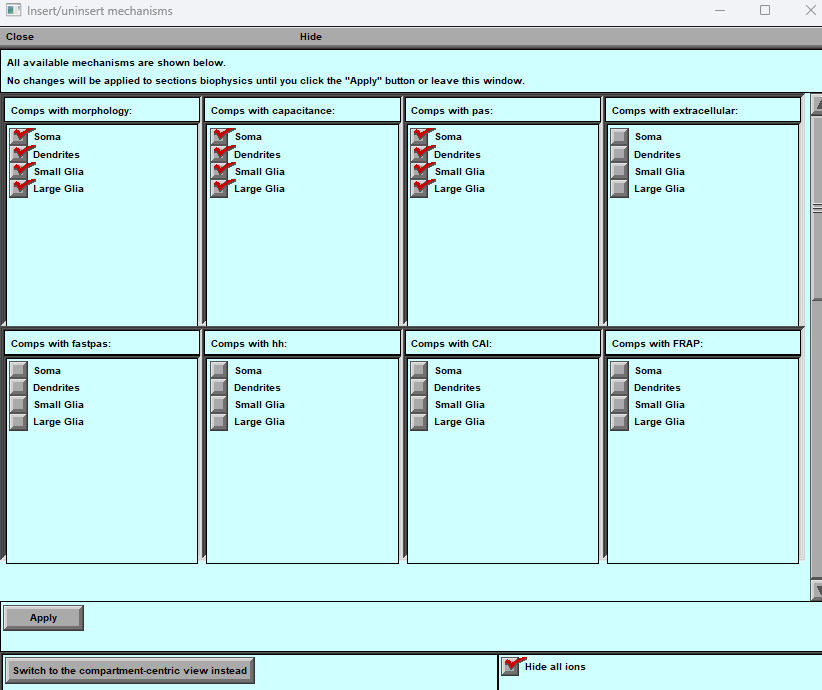 Insert/uninsert mechanisms
Close Hide
All available mechanisms are shown below.
No changes will be applied to sections biophysics until you click the "Apply" button or leave this window.
Comps with morphology: Comps with capacitance: Comps with pas: Comps with extracellular:
Soma Soma Soma Soma
Dendrites Dendrites Dendrites Dendrites
Small Glia Small Glia Small Glia Small Glia
Large Glia Large Glia Large Glia Large Glia
Comps with fastpas: Comps with hh: Comps with CAl: Comps with FRAP:
Soma Soma Soma Soma
Dendrites Dendrites Dendrites Dendrites
Small Glia Small Glia Small Glia Small Glia
Large Glia Large Glia Large Glia Large Glia
Apply
Switch to the compartment-centric view instead Hide all ions